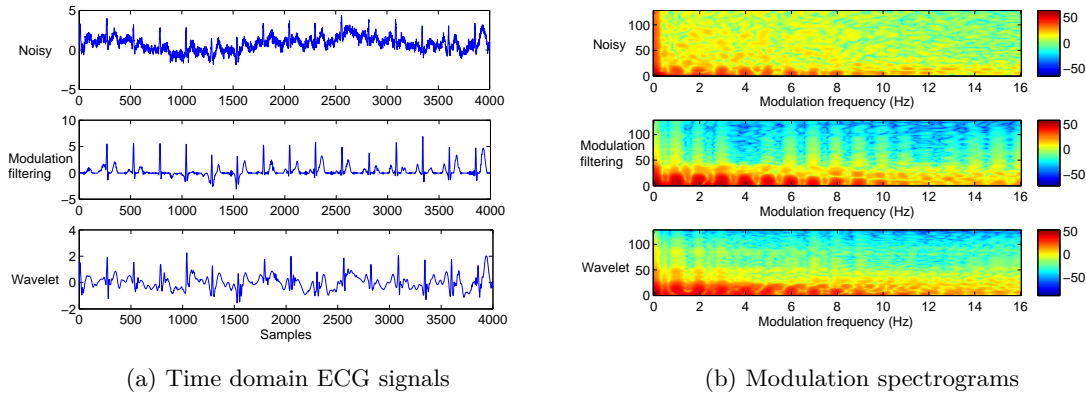 Noisy
5
0
−5
0 500 1000 1500 2000 2500 3000 3500 4000
Modulation
filtering
10
5
0
−5
0 500 1000 1500 2000 2500 3000 3500 4000
Wavelet
4
2
0
−2
0 500 1000 1500 2000 2500 3000 3500 4000
Samples
(a) Time domain ECG signals
Noisy
100
50
0
0 2 4 6 8 10 12 14 16
Modulation frequency (Hz)
50
0
−50
Modulation
filtering
100
50
0
0 2 4 6 8 10 12 14 16
Modulation frequency (Hz)
50
0
−50
Wavelet
100
50
0
0 2 4 6 8 10 12 14 16
Modulation frequency (Hz)
50
0
−50
(b) Modulation spectrograms